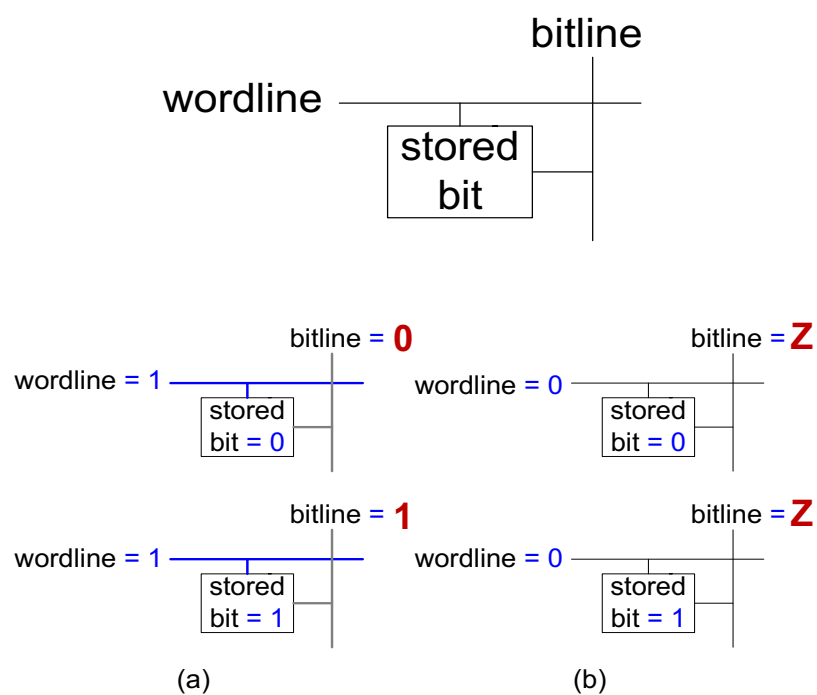 bitline
wordline
stored
bit
bitline = 0
wordline = 1
stored
bit = 0
bitline = Z
wordline = 0
stored
bit = 0
bitline = 1
wordline = 1
stored
bit = 1
bitline = Z
wordline = 0
stored
bit = 1
(a)
(b)